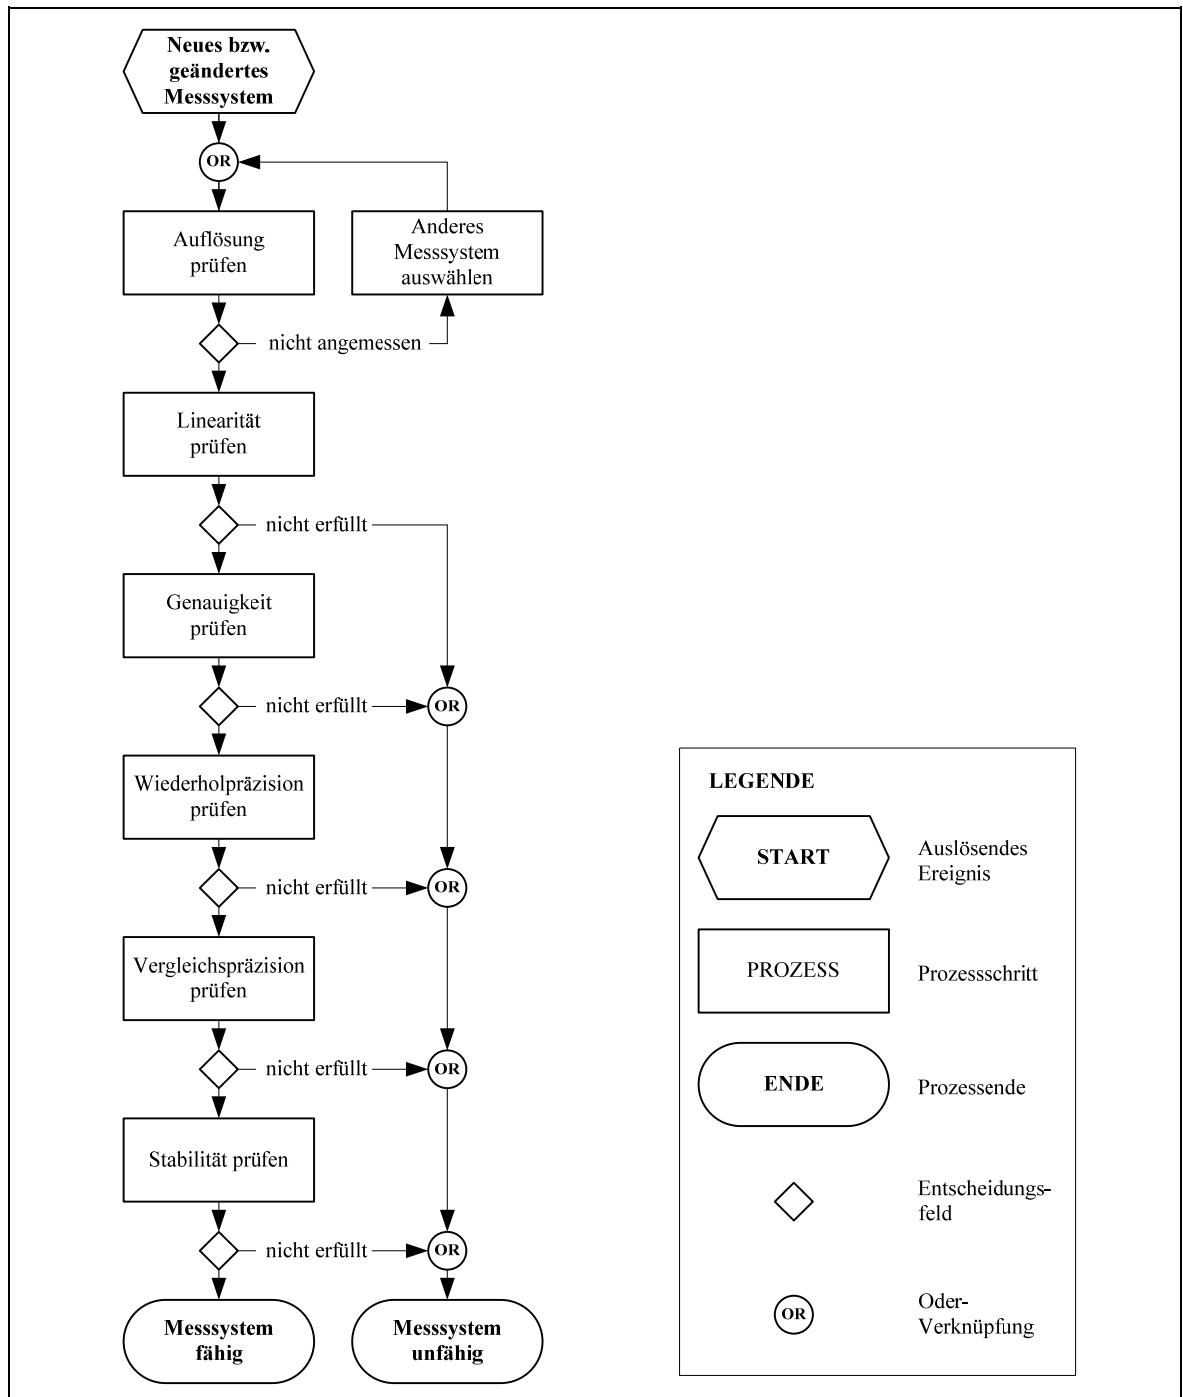 Neues bzw.
geändertes
Messsystem
OR
Auflösung
prüfen
Anderes
Messsystem
auswählen
nicht angemessen
Linearität
prüfen
nicht erfüllt
Genauigkeit
prüfen
nicht erfüllt
OR
Wiederholpräzision
prüfen
nicht erfüllt
OR
Vergleichspräzision
prüfen
nicht erfüllt
OR
Stabilität prüfen
nicht erfüllt
OR
Messsystem
fähig
Messsystem
unfähig
LEGENDE
START
Auslösendes
Ereignis
PROZESS
Prozessschritt
ENDE
Prozessende
Entscheidungs-
feld
OR
Oder-
Verknüpfung